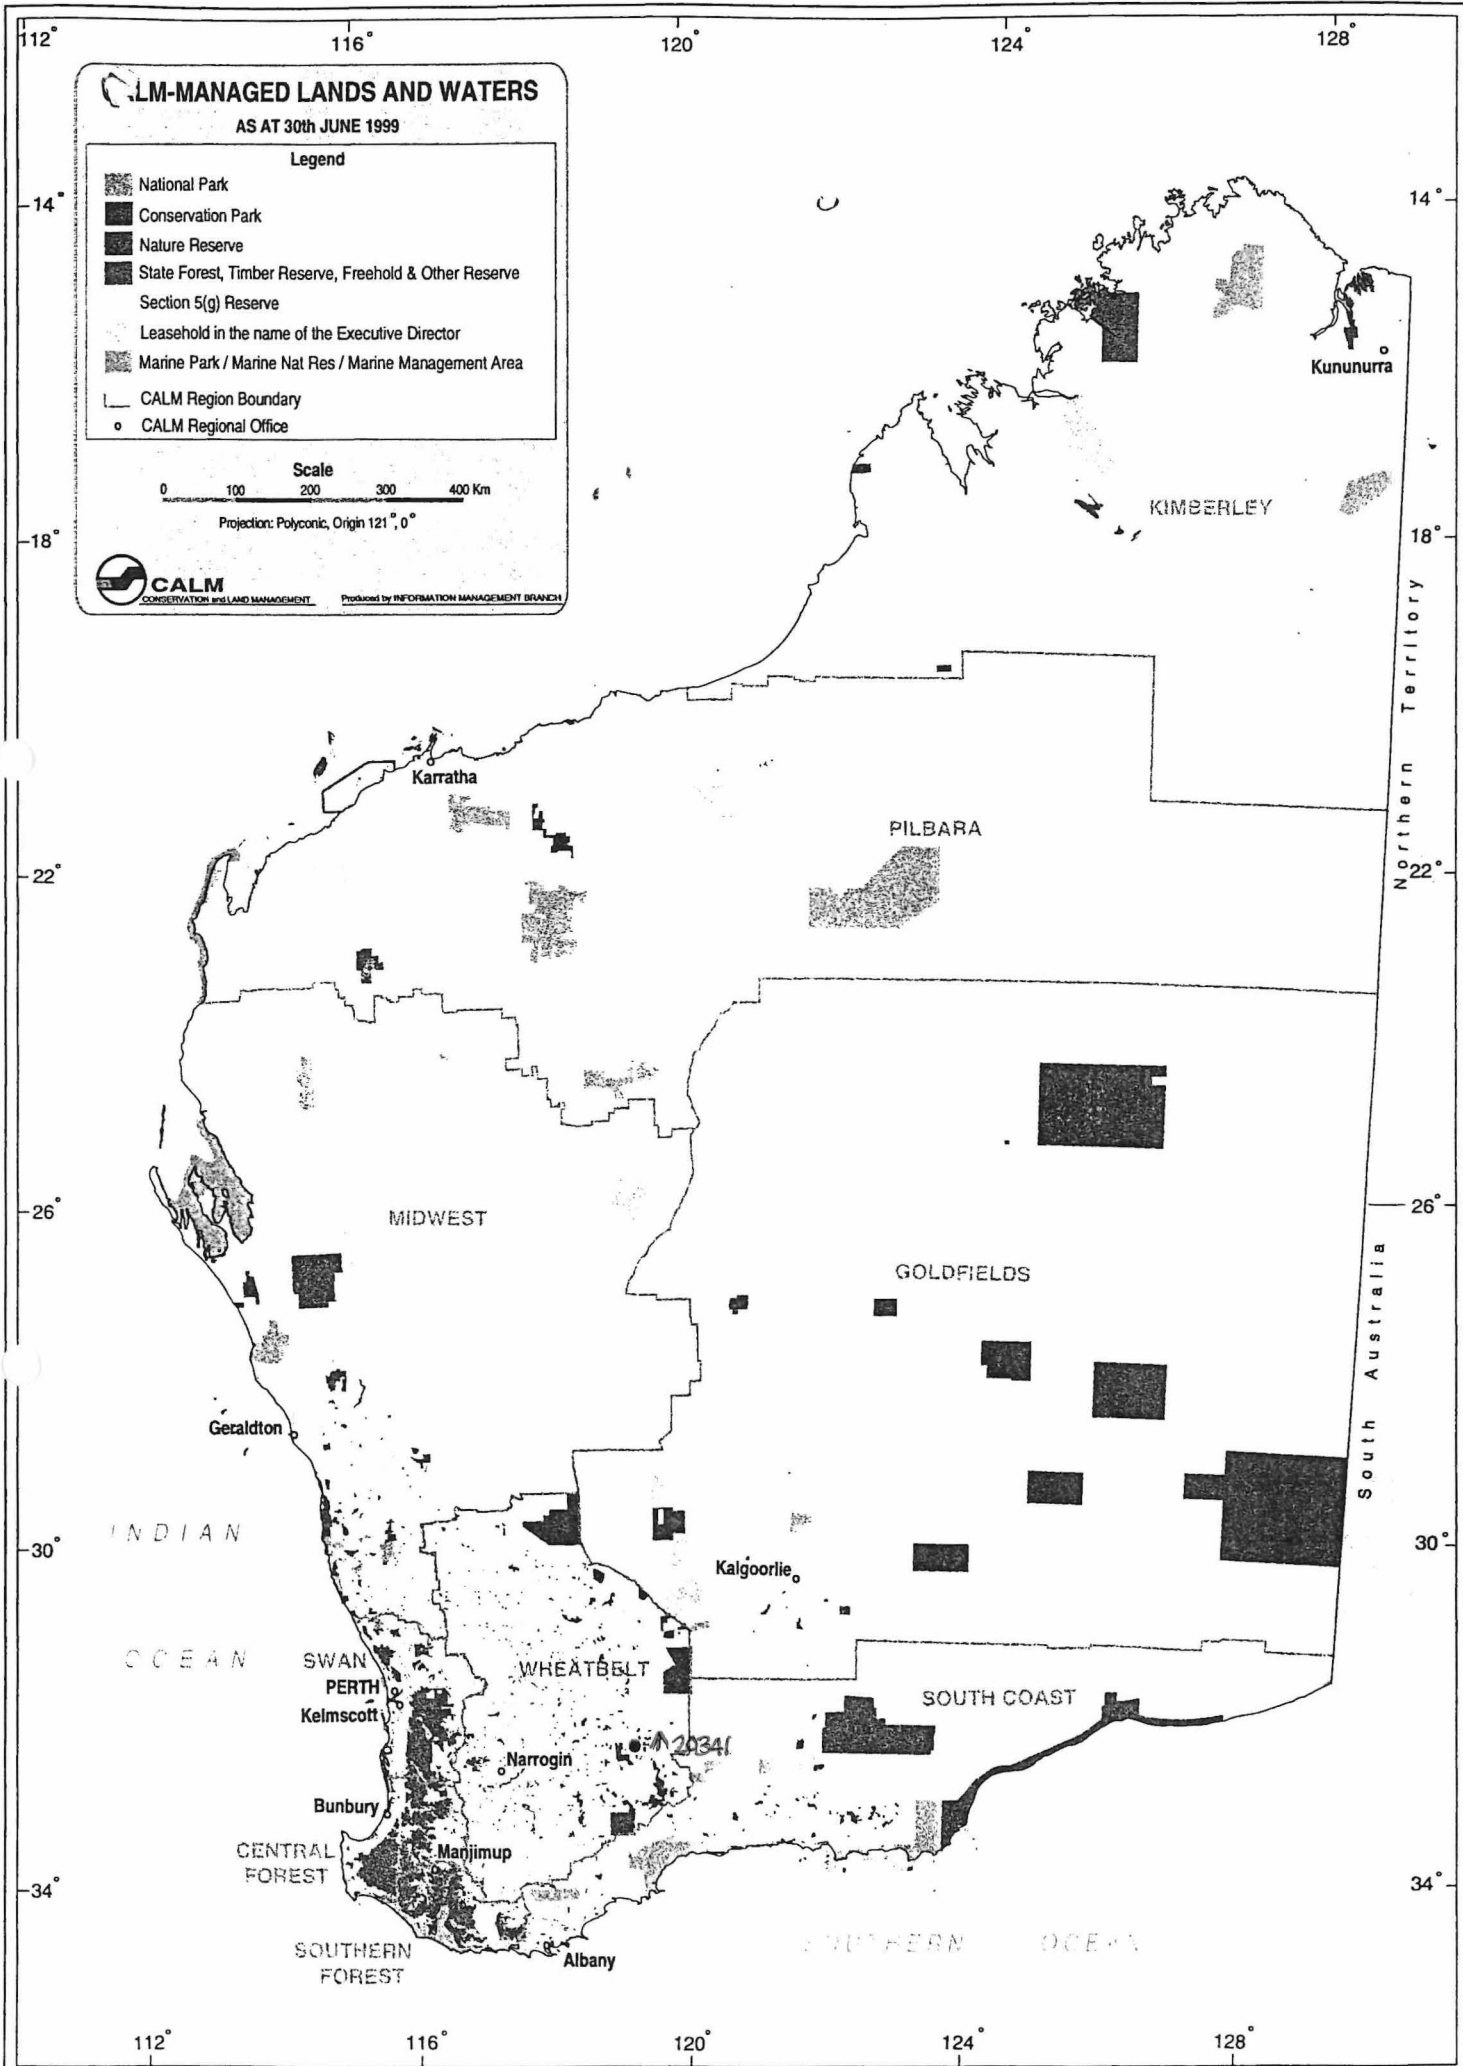 112° 116° 120° 124° 128°
LM-MANAGED LANDS AND WATERS
AS AT 30th JUNE 1999
Legend
National Park
Conservation Park
Nature Reserve
State Forest, Timber Reserve, Freehold & Other Reserve
Section 5(g) Reserve
Leasehold in the name of the Executive Director
Marine Park / Marine Nat Res / Marine Management Area
CALM Region Boundary
CALM Regional Office
Scale
0 100 200 300 400 Km
Projection: Polyconic, Origin 121°, 0°
CALM
CONSERVATION and LAND MANAGEMENT
Produced by INFORMATION MANAGEMENT BRANCH
14° 14°
Kununurra
KIMBERLEY
18° 18°
Northern Territory
Karratha
PILBARA
22° 22°
26° 26°
MIDWEST
GOLDFIELDS
South Australia
Geraldton
INDIAN
30° 30°
Kalgoorlie
OCEAN
SWAN
WHEATBELT
PERTH
SOUTH COAST
Kelmscott
20341
Narrogin
Bunbury
CENTRAL
FOREST
Manjimup
34° 34°
SOUTHERN
FOREST
Albany
SOUTHERN OCEAN
112° 116° 120° 124° 128°